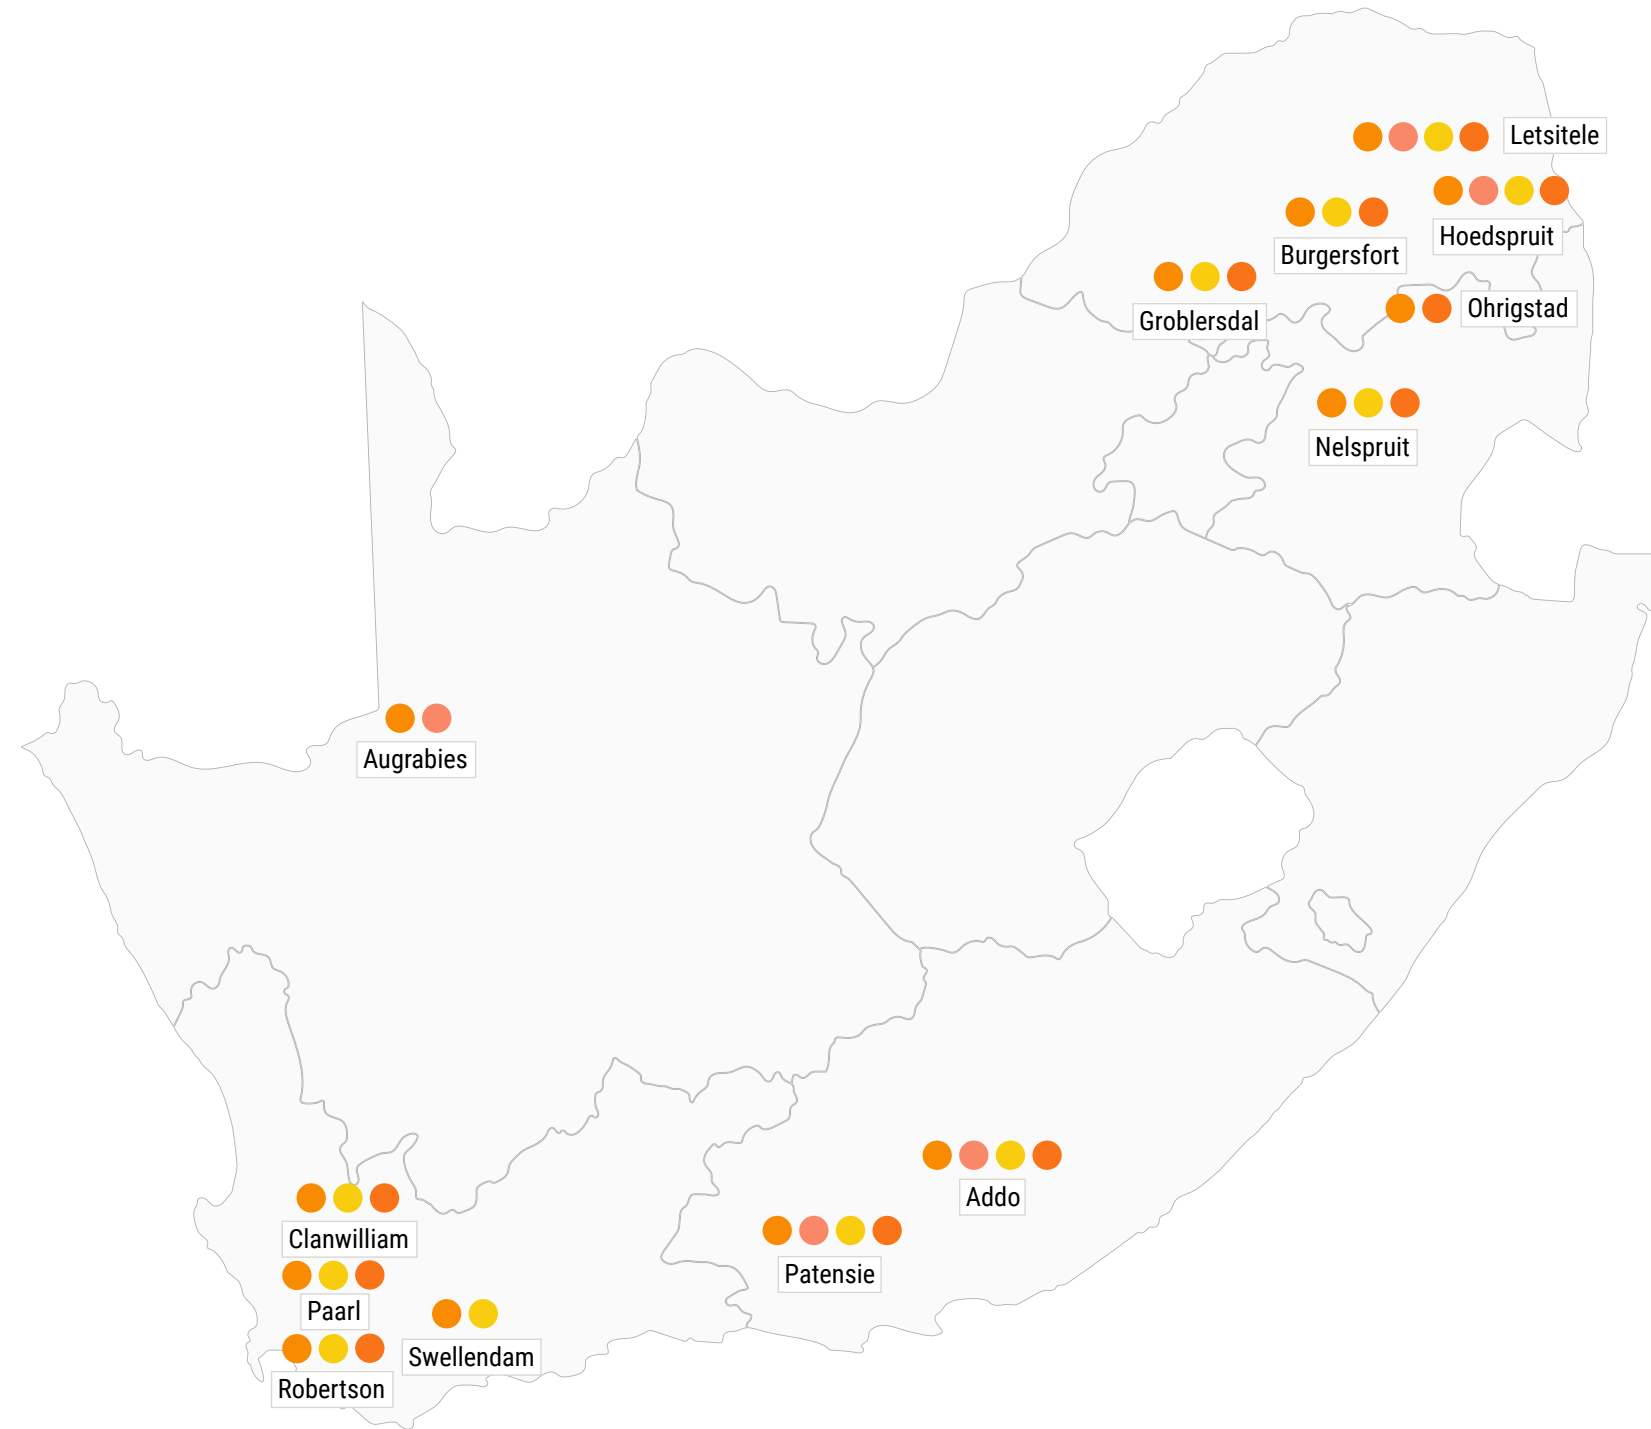 Letsitele
Hoedspruit
Burgersfort
Ohrigstad
Groblersdal
Nelspruit
Augrabies
Addo
Clanwilliam
Patensie
Paarl
Swellendam
Robertson